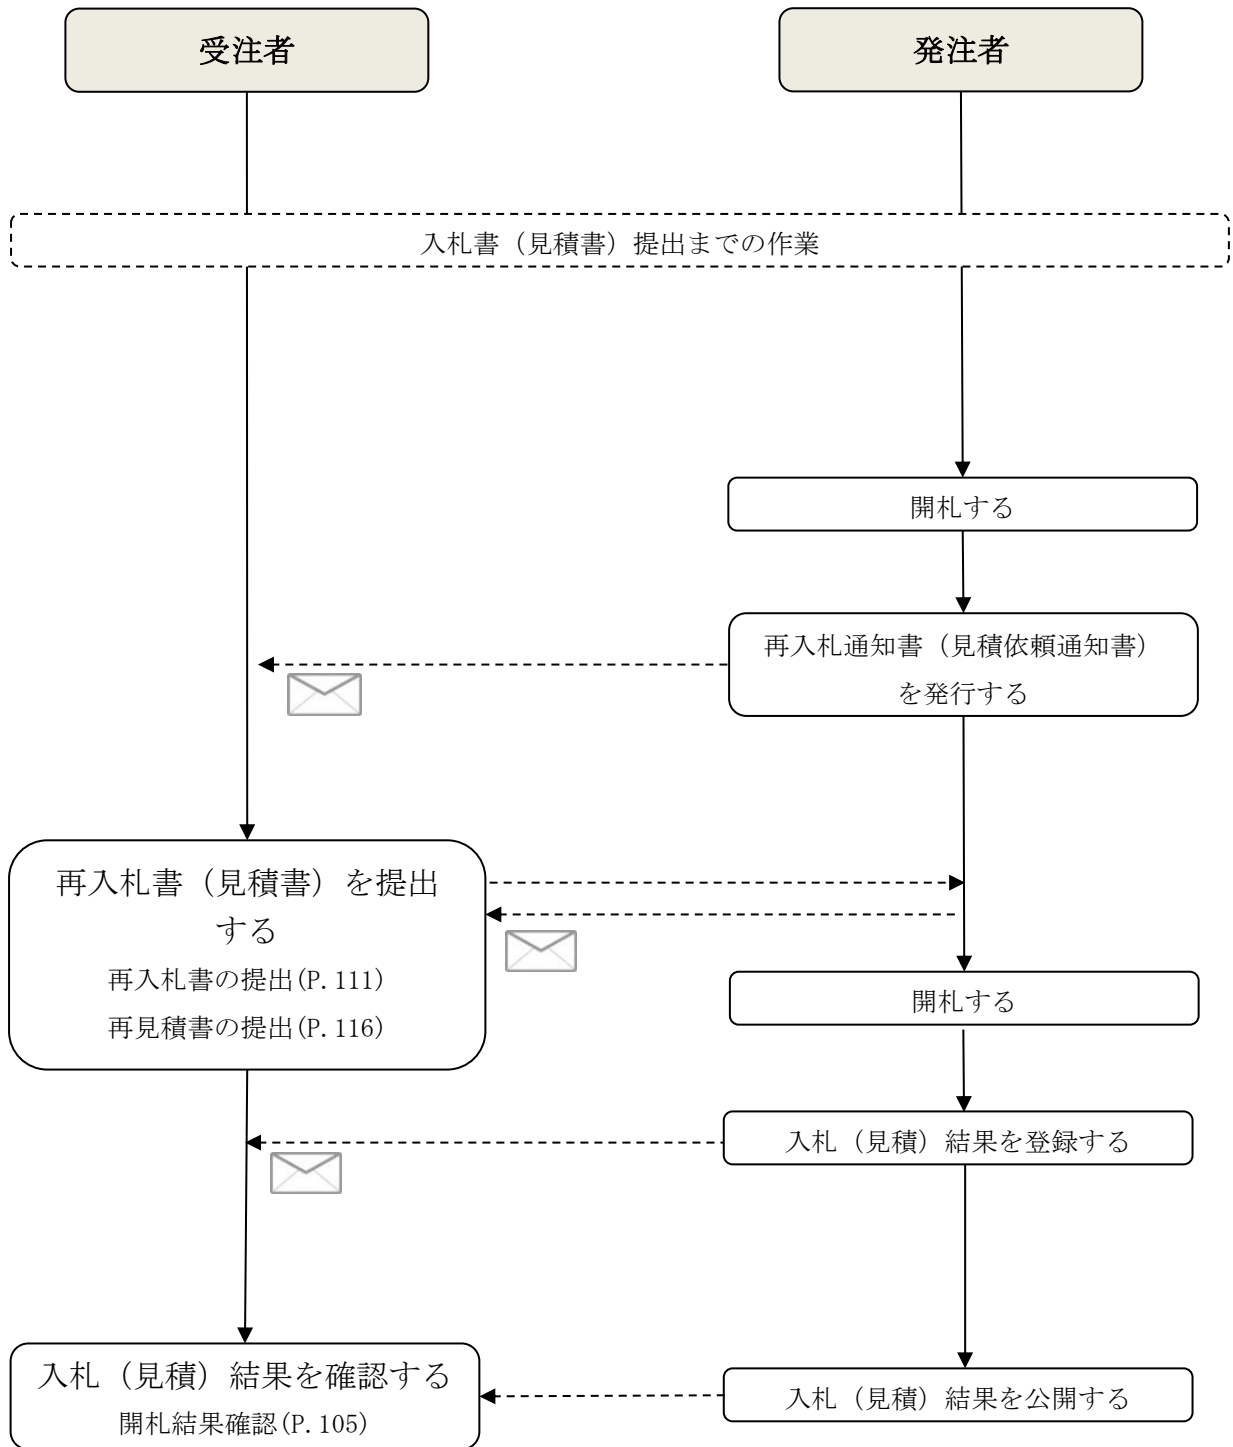 受注者
発注者
入札書（見積書）提出までの作業
開札する
再入札通知書（見積依頼通知書）
を発行する
再入札書（見積書）を提出
する
再入札書の提出(P.111)
再見積書の提出(P.116)
開札する
入札（見積）結果を登録する
入札（見積）結果を確認する
開札結果確認(P.105)
入札（見積）結果を公開する